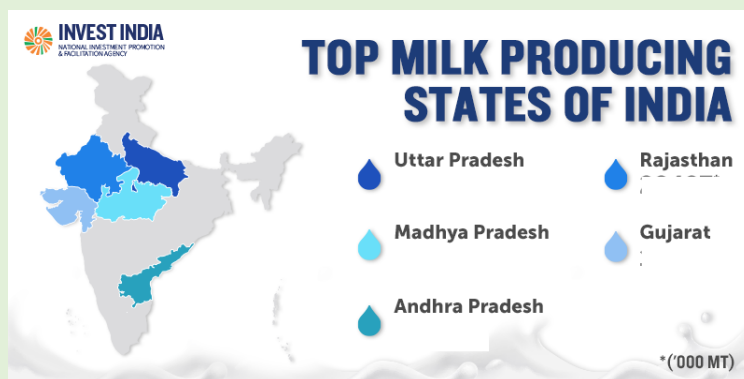 INVEST INDIA
NATIONAL INVESTMENT PROMOTION
& FACILITATION AGENCY
TOP MILK PRODUCING
STATES OF INDIA
Uttar Pradesh
Rajasthan
Madhya Pradesh
Gujarat
Andhra Pradesh
*('000 MT)